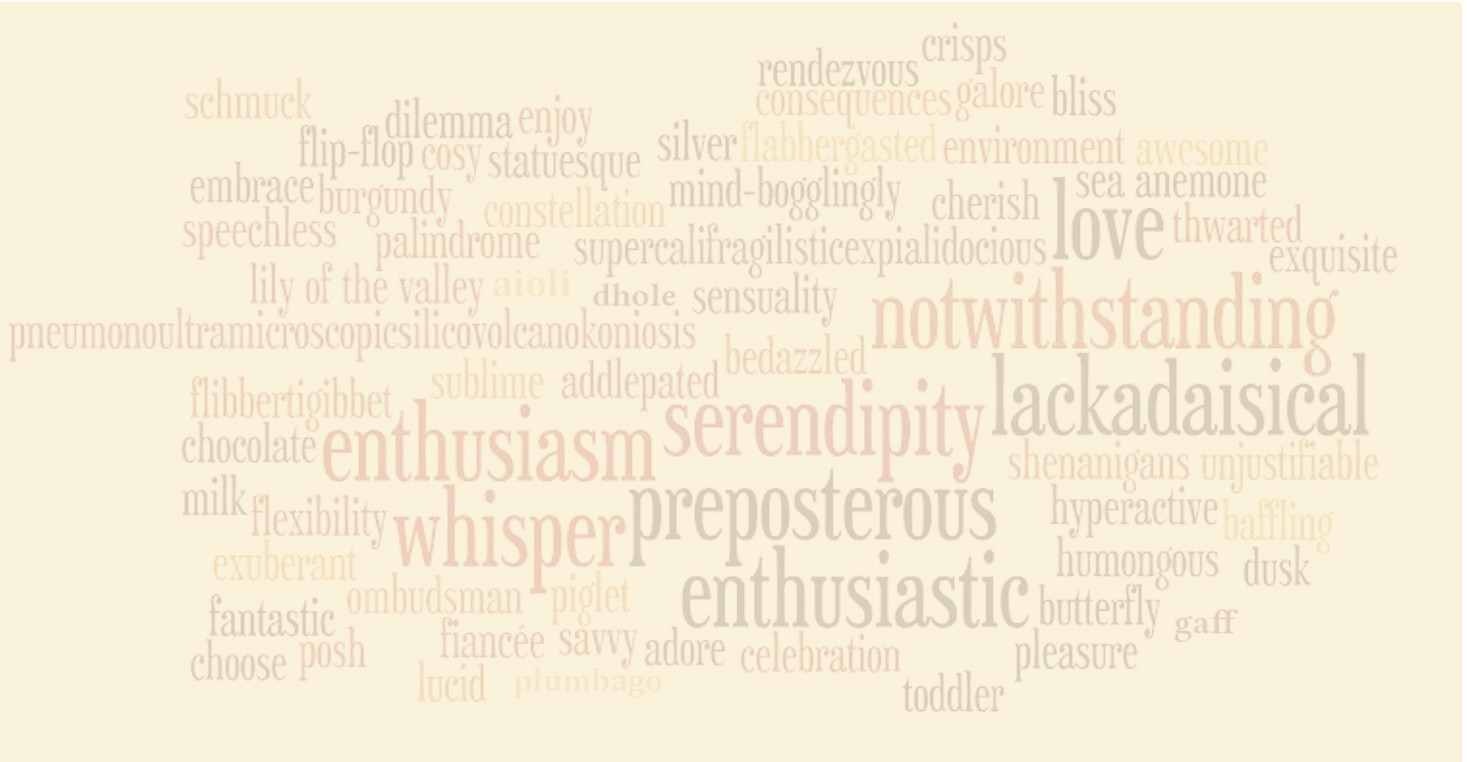 crisps
rendezvous
consequences galore bliss
schmuck
dilemma enjoy
flip-flop cosy statuesque
silver flabbergasted environment awesome
embrace burgundy
constellation mind-bogglingly cherish sea anemone
love thwarted
speechless palindrome supercalifragilisticexpialidocious
exquisite
lily of the valley aioli dhole sensuality
notwithstanding
pneumonoultramicroscopicsilicovolcanokoniosis
bedazzled
flibbertigibbet sublime addlepated
lackadaisical
serendipity
chocolate enthusiasm
shenanigans unjustifiable
milk flexibility whisper preposterous
hyperactive baffling
exuberant
humongous dusk
ombudsman piglet enthusiastic
fantastic
butterfly gaff
choose posh fiancée savvy adore celebration pleasure
lucid plumbago
toddler